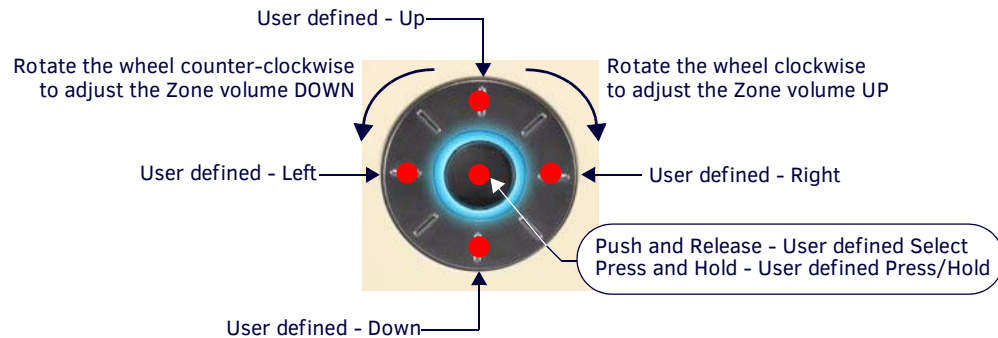 User defined - Up
Rotate the wheel counter-clockwise
to adjust the Zone volume DOWN
Rotate the wheel clockwise
to adjust the Zone volume UP
User defined - Left
User defined - Right
Push and Release - User defined Select
Press and Hold - User defined Press/Hold
User defined - Down